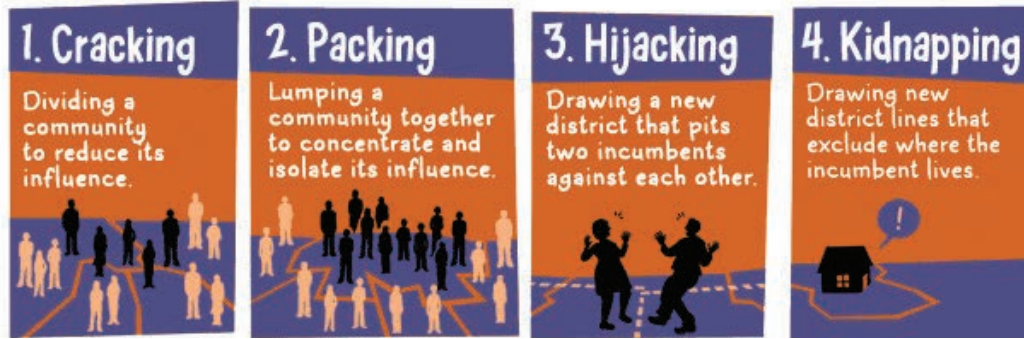 1. Cracking
Dividing a
community
to reduce its
influence.
2. Packing
Lumping a
community together
to concentrate and
isolate its influence.
3. Hijacking
Drawing a new
district that pits
two incumbents
against each other.
4. Kidnapping
Drawing new
district lines that
exclude where the
incumbent lives.
!